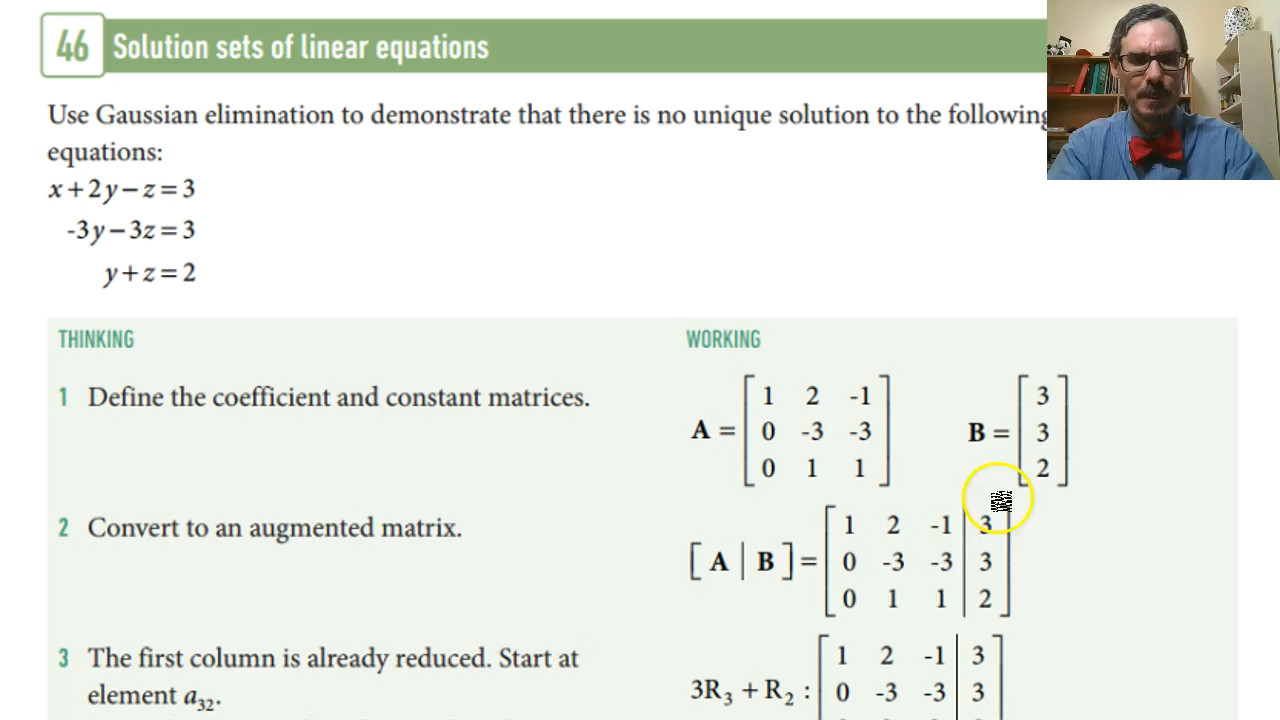 46 Solution sets of linear equations
Use Gaussian elimination to demonstrate that there is no unique solution to the following
equations:
x + 2y − z = 3
-3y − 3z = 3
y + z = 2
THINKING
WORKING
1 Define the coefficient and constant matrices.
A = [ 1 2 -1
0 -3 -3
0 1 1 ]
B = [ 3
3
2 ]
2 Convert to an augmented matrix.
[ A | B ] = [ 1 2 -1 | 3
0 -3 -3 | 3
0 1 1 | 2 ]
3 The first column is already reduced. Start at
element a₃₂.
3R₃ + R₂ : [ 1 2 -1 | 3
0 -3 -3 | 3